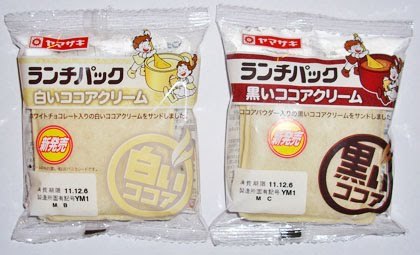 ヤマザキ
ランチパック
白いココアクリーム
ホワイトチョコレート入りの白いココアクリームをサンドしました。
新発売
白い
ココア
消費期限 11.12.6
製造所固有記号 YM1
M B
ヤマザキ
ランチパック
黒いココアクリーム
ココアパウダー入りの黒いココアクリームをサンドしました。
新発売
黒い
ココア
消費期限 11.12.6
製造所固有記号 YM1
M C